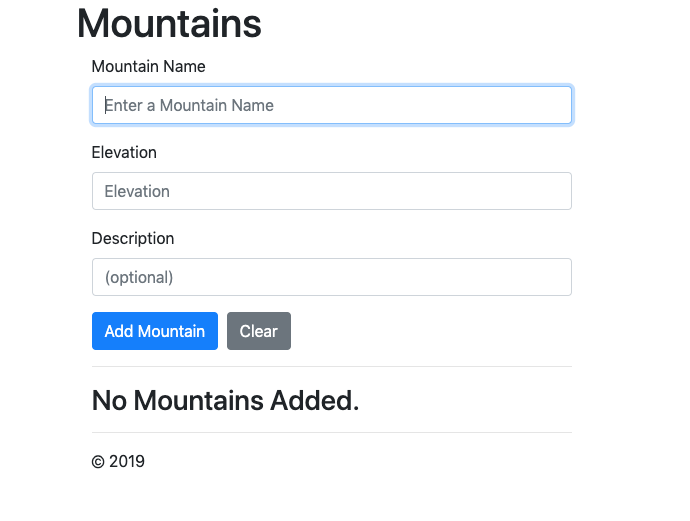 Mountains
Mountain Name
Enter a Mountain Name
Elevation
Elevation
Description
(optional)
Add Mountain Clear
No Mountains Added.
© 2019